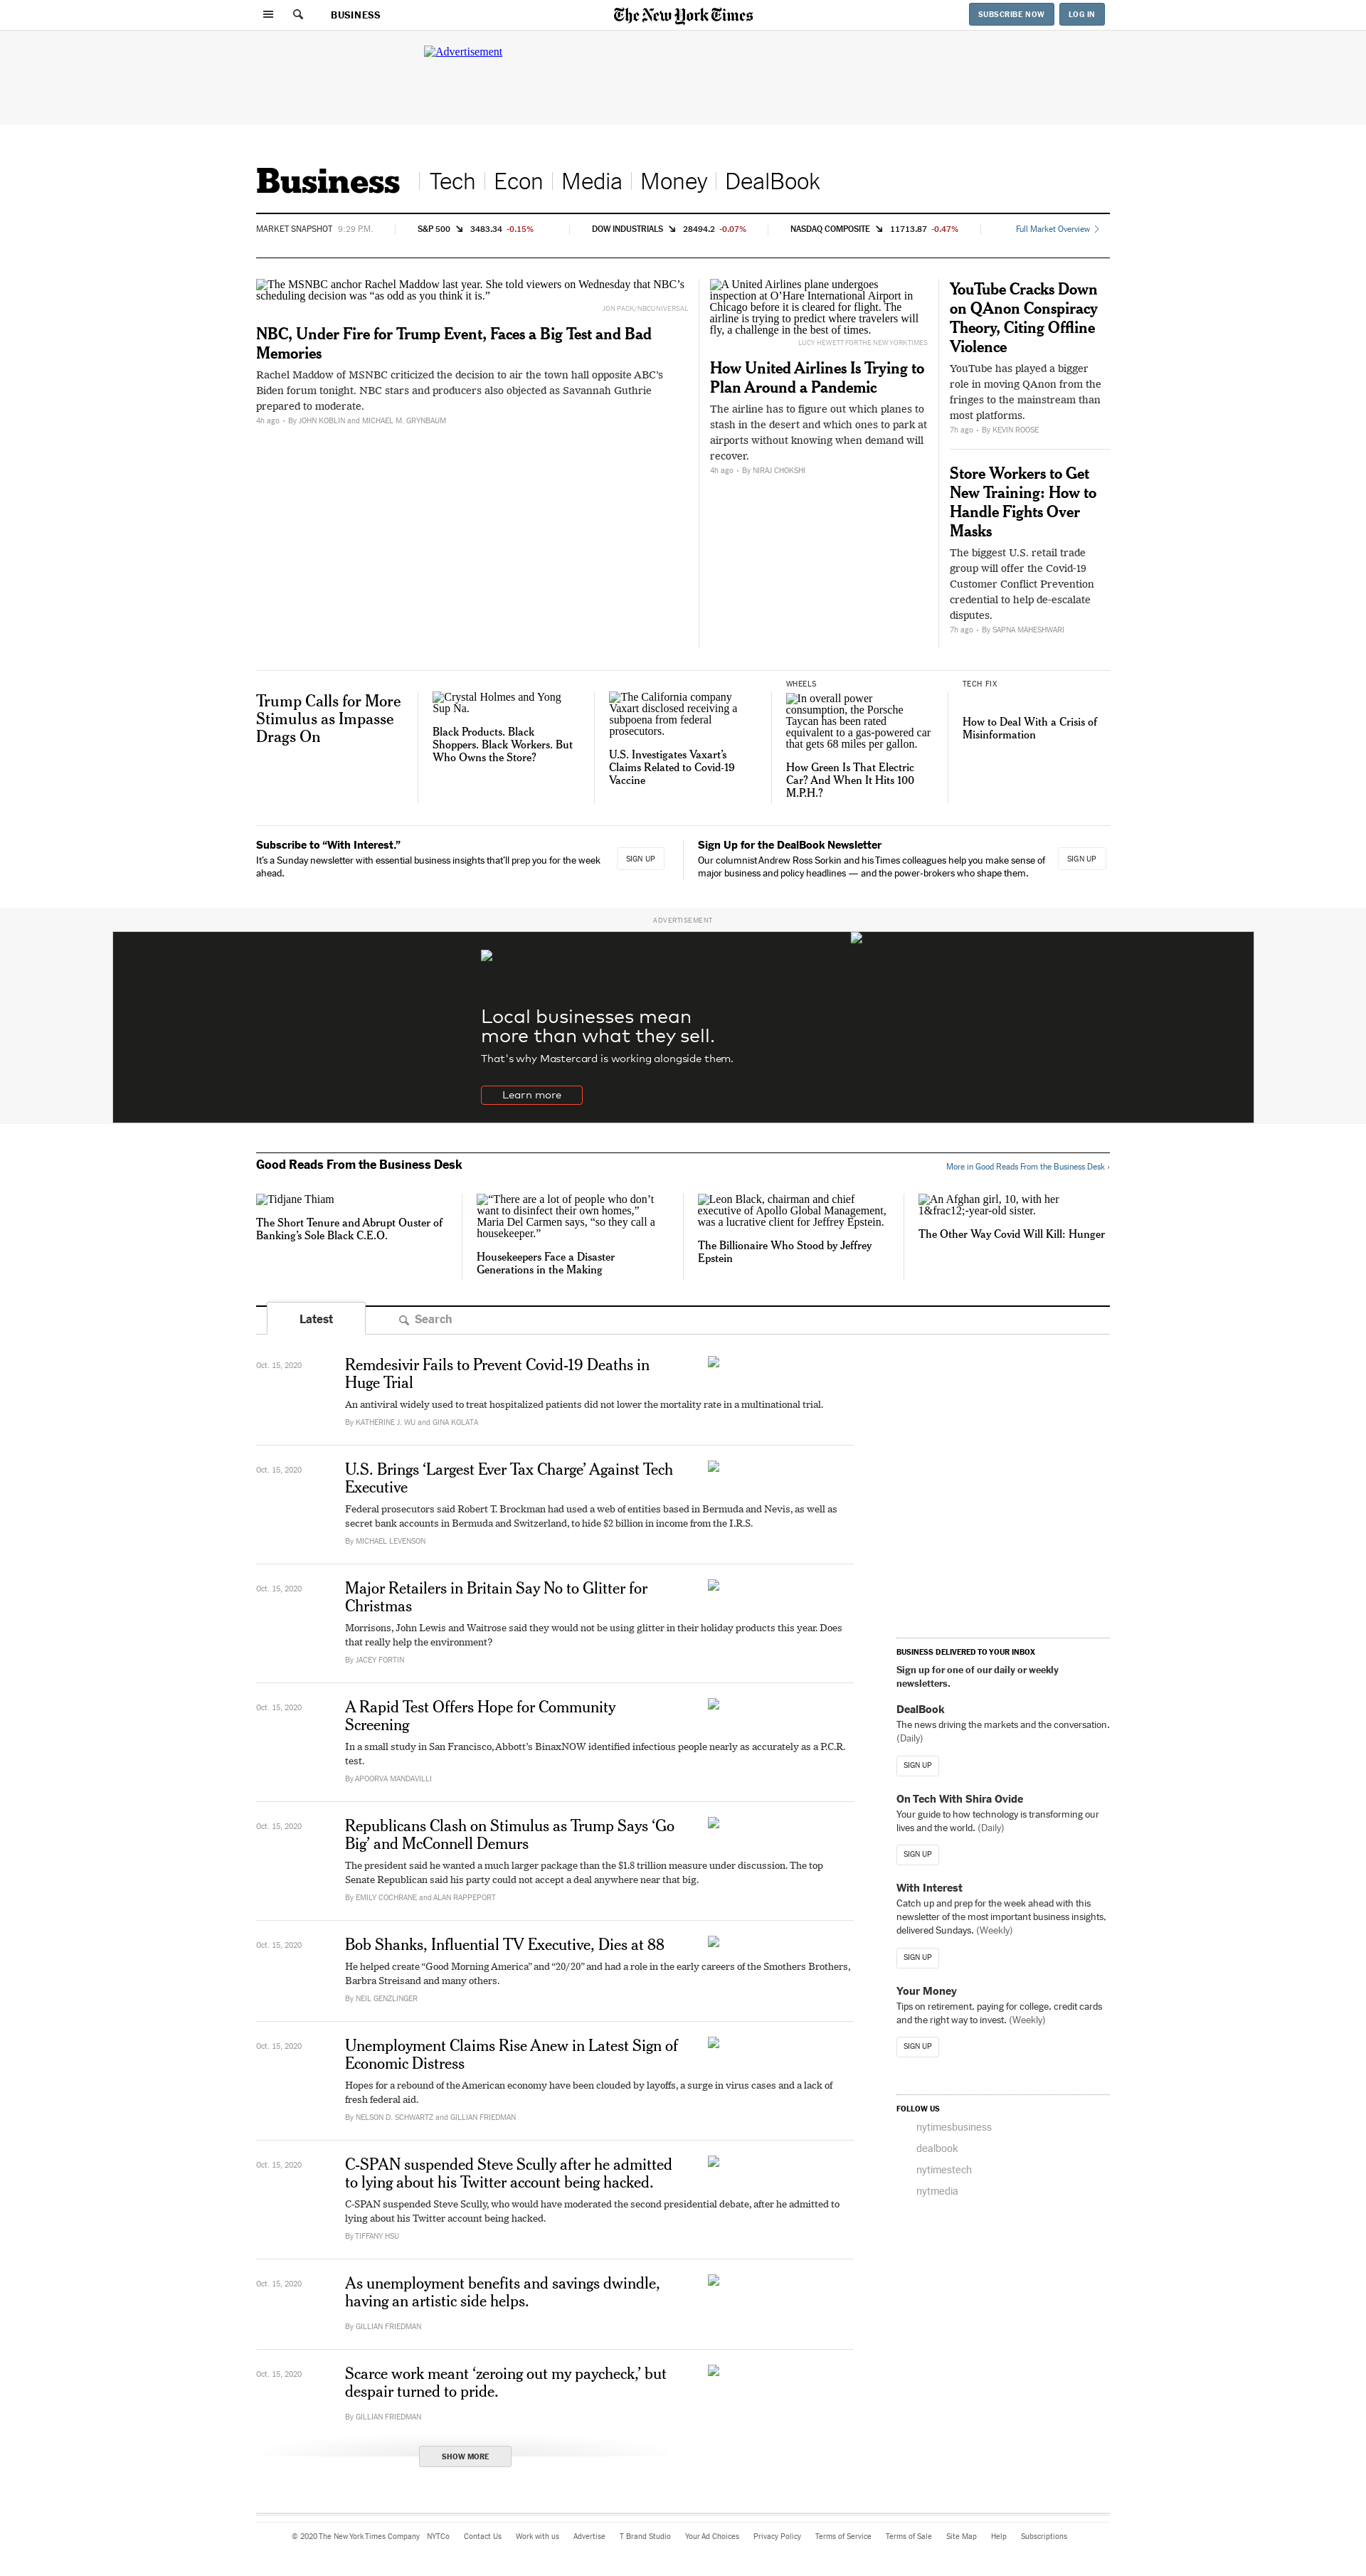 BUSINESS
The New York Times
SUBSCRIBE NOW
LOG IN
Advertisement
Business
Tech
Econ
Media
Money
DealBook
MARKET SNAPSHOT 9:29 P.M.
S&P 500 3483.34 -0.15%
DOW INDUSTRIALS 28494.2 -0.07%
NASDAQ COMPOSITE 11713.87 -0.47%
Full Market Overview
The MSNBC anchor Rachel Maddow last year. She told viewers on Wednesday that NBC’s
scheduling decision was “as odd as you think it is.”
JON PACK/NBCUNIVERSAL
NBC, Under Fire for Trump Event, Faces a Big Test and Bad
Memories
Rachel Maddow of MSNBC criticized the decision to air the town hall opposite ABC’s
Biden forum tonight. NBC stars and producers also objected as Savannah Guthrie
prepared to moderate.
4h ago • By JOHN KOBLIN and MICHAEL M. GRYNBAUM
A United Airlines plane undergoes
inspection at O’Hare International Airport in
Chicago before it is cleared for flight. The
airline is trying to predict where travelers will
fly, a challenge in the best of times.
LUCY HEWETT FOR THE NEW YORK TIMES
How United Airlines Is Trying to
Plan Around a Pandemic
The airline has to figure out which planes to
stash in the desert and which ones to park at
airports without knowing when demand will
recover.
4h ago • By NIRAJ CHOKSHI
YouTube Cracks Down
on QAnon Conspiracy
Theory, Citing Offline
Violence
YouTube has played a bigger
role in moving QAnon from the
fringes to the mainstream than
most platforms.
7h ago • By KEVIN ROOSE
Store Workers to Get
New Training: How to
Handle Fights Over
Masks
The biggest U.S. retail trade
group will offer the Covid-19
Customer Conflict Prevention
credential to help de-escalate
disputes.
7h ago • By SAPNA MAHESHWARI
Trump Calls for More
Stimulus as Impasse
Drags On
Crystal Holmes and Yong
Sup Na.
Black Products. Black
Shoppers. Black Workers. But
Who Owns the Store?
The California company
Vaxart disclosed receiving a
subpoena from federal
prosecutors.
U.S. Investigates Vaxart’s
Claims Related to Covid-19
Vaccine
WHEELS
In overall power
consumption, the Porsche
Taycan has been rated
equivalent to a gas-powered car
that gets 68 miles per gallon.
How Green Is That Electric
Car? And When It Hits 100
M.P.H.?
TECH FIX
How to Deal With a Crisis of
Misinformation
Subscribe to “With Interest.”
It’s a Sunday newsletter with essential business insights that’ll prep you for the week
ahead.
SIGN UP
Sign Up for the DealBook Newsletter
Our columnist Andrew Ross Sorkin and his Times colleagues help you make sense of
major business and policy headlines — and the power-brokers who shape them.
SIGN UP
ADVERTISEMENT
Local businesses mean
more than what they sell.
That's why Mastercard is working alongside them.
Learn more
Good Reads From the Business Desk
More in Good Reads From the Business Desk ›
Tidjane Thiam
The Short Tenure and Abrupt Ouster of
Banking’s Sole Black C.E.O.
“There are a lot of people who don’t
want to disinfect their own homes,”
Maria Del Carmen says, “so they call a
housekeeper.”
Housekeepers Face a Disaster
Generations in the Making
Leon Black, chairman and chief
executive of Apollo Global Management,
was a lucrative client for Jeffrey Epstein.
The Billionaire Who Stood by Jeffrey
Epstein
An Afghan girl, 10, with her
1&frac12;-year-old sister.
The Other Way Covid Will Kill: Hunger
Latest
Search
Oct. 15, 2020
Remdesivir Fails to Prevent Covid-19 Deaths in
Huge Trial
An antiviral widely used to treat hospitalized patients did not lower the mortality rate in a multinational trial.
By KATHERINE J. WU and GINA KOLATA
Oct. 15, 2020
U.S. Brings ‘Largest Ever Tax Charge’ Against Tech
Executive
Federal prosecutors said Robert T. Brockman had used a web of entities based in Bermuda and Nevis, as well as
secret bank accounts in Bermuda and Switzerland, to hide $2 billion in income from the I.R.S.
By MICHAEL LEVENSON
Oct. 15, 2020
Major Retailers in Britain Say No to Glitter for
Christmas
Morrisons, John Lewis and Waitrose said they would not be using glitter in their holiday products this year. Does
that really help the environment?
By JACEY FORTIN
Oct. 15, 2020
A Rapid Test Offers Hope for Community
Screening
In a small study in San Francisco, Abbott’s BinaxNOW identified infectious people nearly as accurately as a P.C.R.
test.
By APOORVA MANDAVILLI
Oct. 15, 2020
Republicans Clash on Stimulus as Trump Says ‘Go
Big’ and McConnell Demurs
The president said he wanted a much larger package than the $1.8 trillion measure under discussion. The top
Senate Republican said his party could not accept a deal anywhere near that big.
By EMILY COCHRANE and ALAN RAPPEPORT
Oct. 15, 2020
Bob Shanks, Influential TV Executive, Dies at 88
He helped create “Good Morning America” and “20/20” and had a role in the early careers of the Smothers Brothers,
Barbra Streisand and many others.
By NEIL GENZLINGER
Oct. 15, 2020
Unemployment Claims Rise Anew in Latest Sign of
Economic Distress
Hopes for a rebound of the American economy have been clouded by layoffs, a surge in virus cases and a lack of
fresh federal aid.
By NELSON D. SCHWARTZ and GILLIAN FRIEDMAN
Oct. 15, 2020
C-SPAN suspended Steve Scully after he admitted
to lying about his Twitter account being hacked.
C-SPAN suspended Steve Scully, who would have moderated the second presidential debate, after he admitted to
lying about his Twitter account being hacked.
By TIFFANY HSU
Oct. 15, 2020
As unemployment benefits and savings dwindle,
having an artistic side helps.
By GILLIAN FRIEDMAN
Oct. 15, 2020
Scarce work meant ‘zeroing out my paycheck,’ but
despair turned to pride.
By GILLIAN FRIEDMAN
SHOW MORE
BUSINESS DELIVERED TO YOUR INBOX
Sign up for one of our daily or weekly
newsletters.
DealBook
The news driving the markets and the conversation.
(Daily)
SIGN UP
On Tech With Shira Ovide
Your guide to how technology is transforming our
lives and the world. (Daily)
SIGN UP
With Interest
Catch up and prep for the week ahead with this
newsletter of the most important business insights,
delivered Sundays. (Weekly)
SIGN UP
Your Money
Tips on retirement, paying for college, credit cards
and the right way to invest. (Weekly)
SIGN UP
FOLLOW US
nytimesbusiness
dealbook
nytimestech
nytmedia
© 2020 The New York Times Company NYTCo Contact Us Work with us Advertise T Brand Studio Your Ad Choices Privacy Policy Terms of Service Terms of Sale Site Map Help Subscriptions